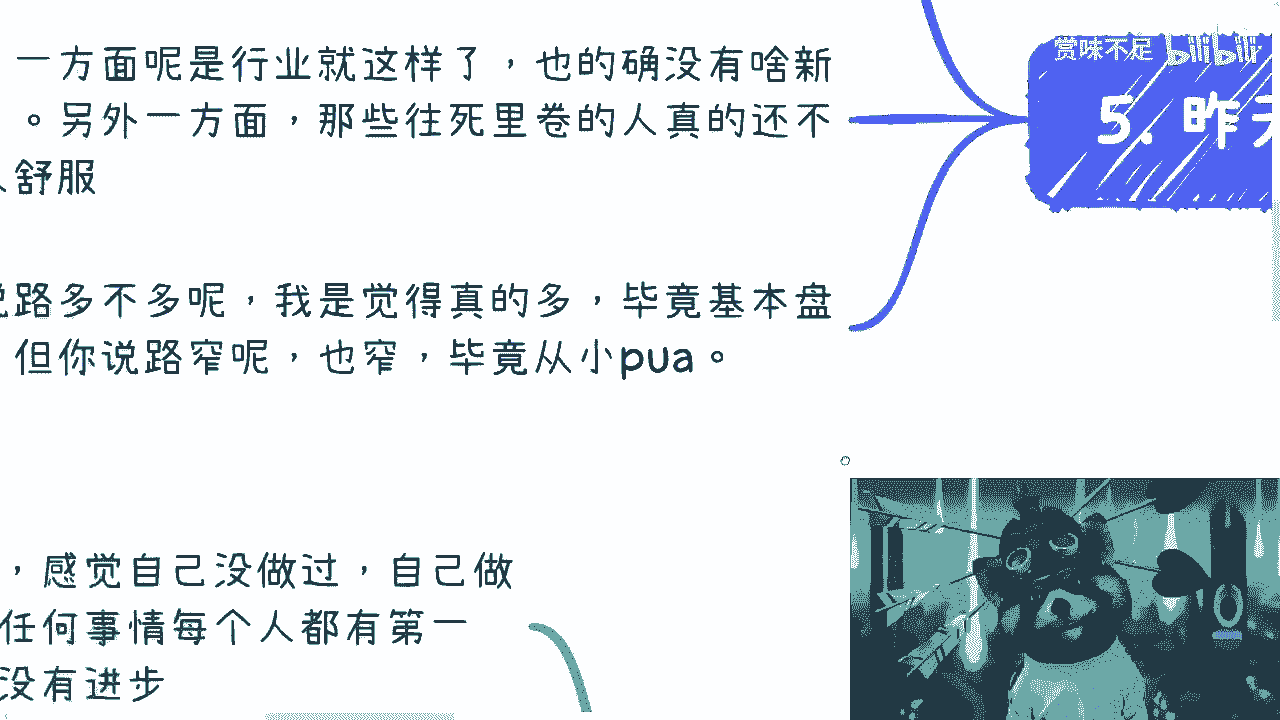 一方面呢是行业就这样了，也的确没有啥新
。另外一方面，那些往死里卷的人真的还不
舒服
路多不多呢，我是觉得真的多，毕竟基本盘
但你说路窄呢，也窄，毕竟从小pua。
，感觉自己没做过，自己做
任何事情每个人都有第一
没有进步
赏味不足 bilibili
5. 昨